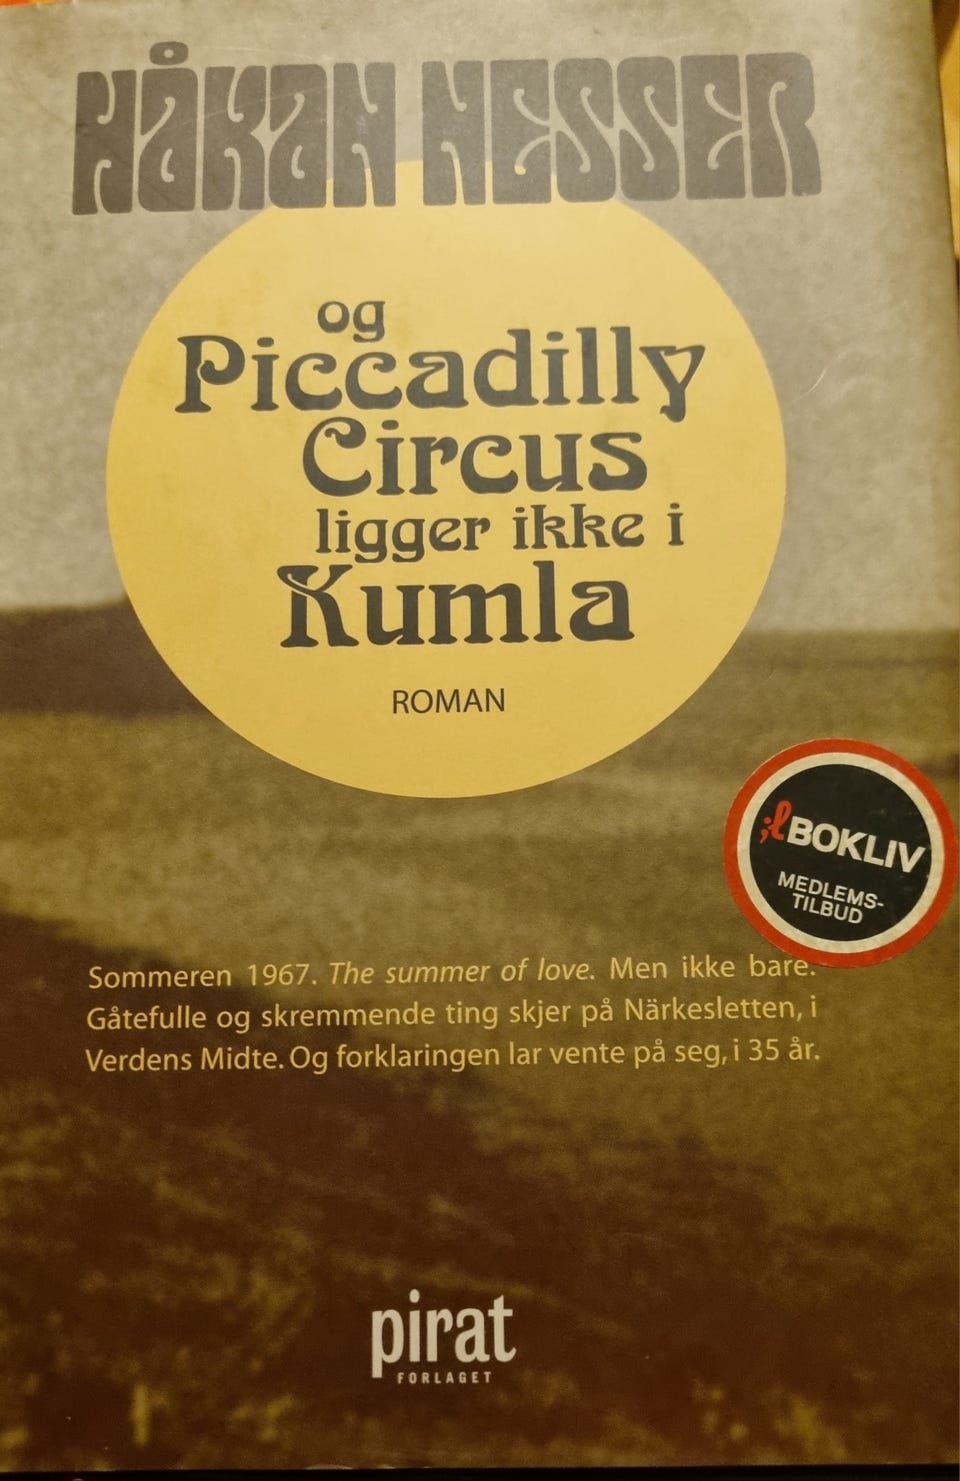 HÅKAN NESSER
og
Piccadilly
Circus
ligger ikke i
Kumla
ROMAN
BOKLIV
MEDLEMS-
TILBUD
Sommeren 1967. The summer of love. Men ikke bare.
Gåtefulle og skremmende ting skjer på Närkesletten, i
Verdens Midte. Og forklaringen lar vente på seg, i 35 år.
pirat
FORLAGET